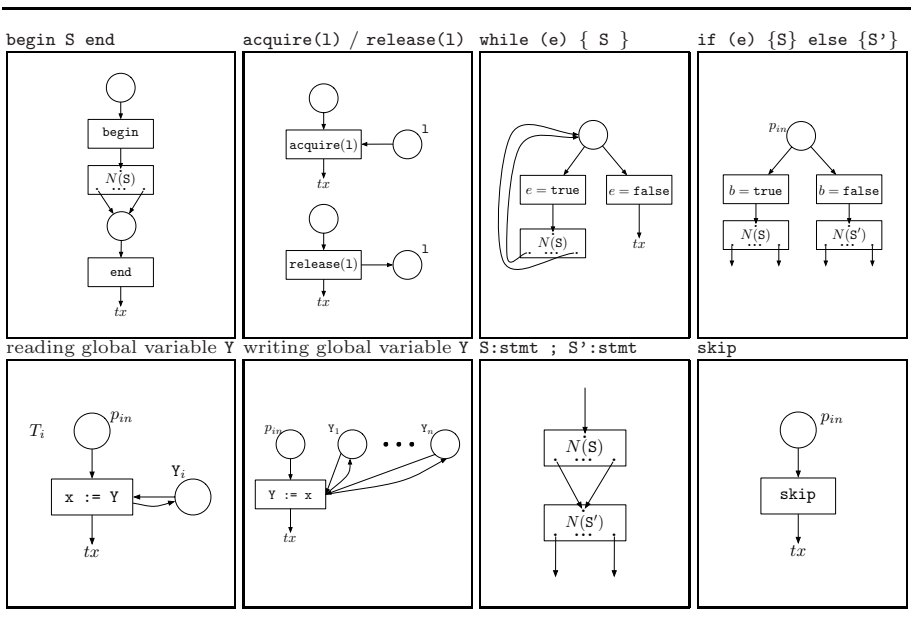 begin S end
acquire(l) / release(l)
while (e) { S }
if (e) {S} else {S'}
begin
N(S)
...
end
tx
acquire(l)
l
tx
release(l)
l
tx
e = true
e = false
N(S)
...
tx
p_in
b = true
b = false
N(S)
...
N(S′)
...
reading global variable Y
writing global variable Y
S:stmt ; S':stmt
skip
T_i
p_in
Y_i
x := Y
tx
p_in
Y_1
• • •
Y_n
Y := x
tx
N(S)
...
N(S′)
...
p_in
skip
tx